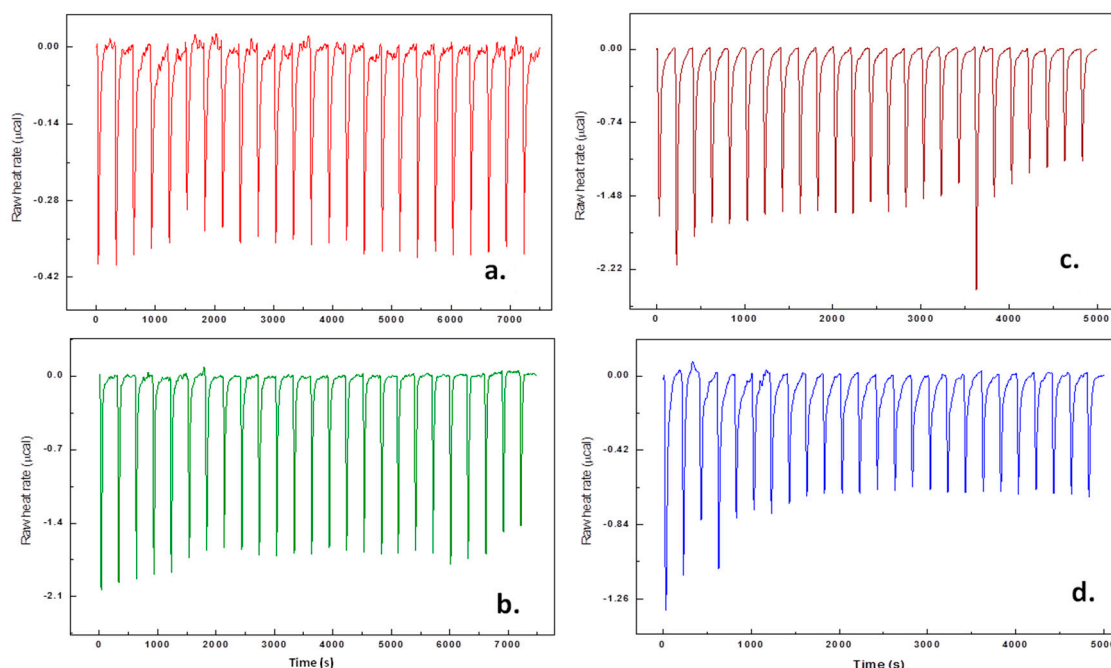 Raw heat rate (µcal)
0.00
-0.14
-0.28
-0.42
a.
0 1000 2000 3000 4000 5000 6000 7000
Raw heat rate (µcal)
0.00
-0.74
-1.48
-2.22
c.
0 1000 2000 3000 4000 5000
Raw heat rate (µcal)
0.0
-0.7
-1.4
-2.1
b.
0 1000 2000 3000 4000 5000 6000 7000
Time (s)
Raw heat rate (µcal)
0.00
-0.42
-0.84
-1.26
d.
0 1000 2000 3000 4000 5000
Time (s)